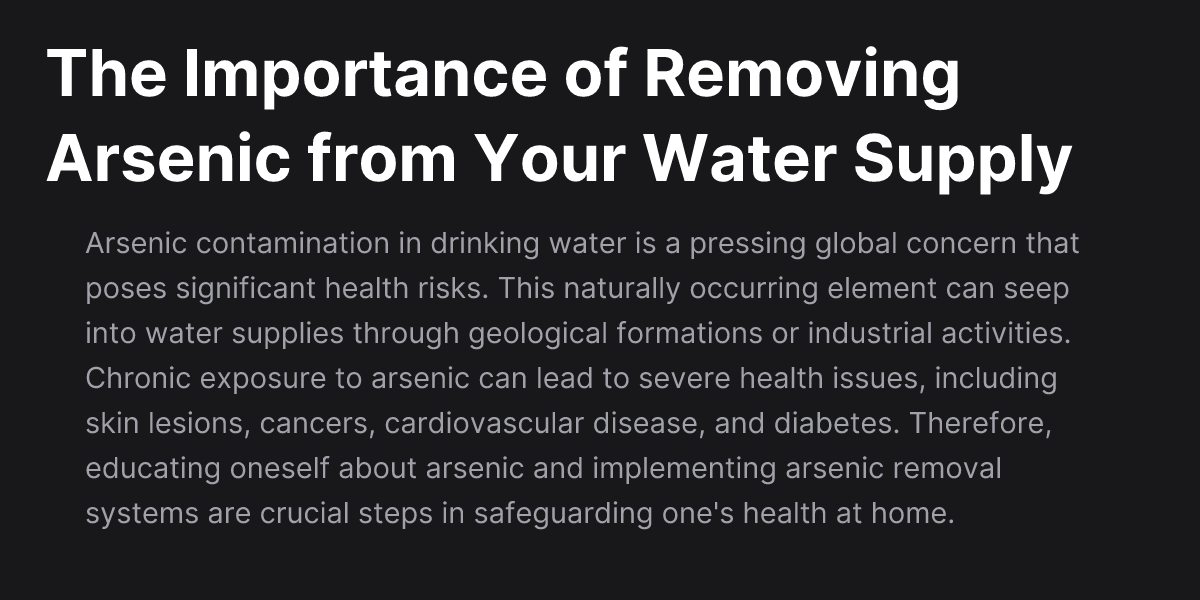 The Importance of Removing
Arsenic from Your Water Supply
Arsenic contamination in drinking water is a pressing global concern that
poses significant health risks. This naturally occurring element can seep
into water supplies through geological formations or industrial activities.
Chronic exposure to arsenic can lead to severe health issues, including
skin lesions, cancers, cardiovascular disease, and diabetes. Therefore,
educating oneself about arsenic and implementing arsenic removal
systems are crucial steps in safeguarding one's health at home.